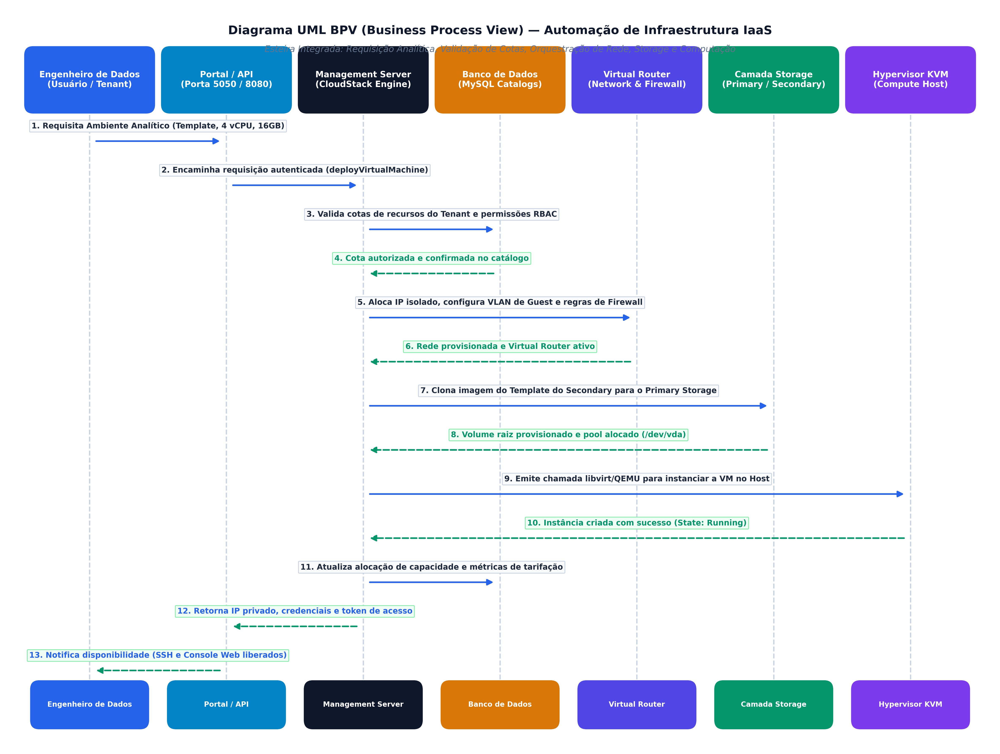 Diagrama UML BPV (Business Process View) — Automação de Infraestrutura IaaS
Esteira Integrada: Requisição Analítica, Validação de Cotas, Orquestração de Rede, Storage e Computação
Engenheiro de Dados
(Usuário / Tenant)
Portal / API
(Porta 5050 / 8080)
Management Server
(CloudStack Engine)
Banco de Dados
(MySQL Catalogs)
Virtual Router
(Network & Firewall)
Camada Storage
(Primary / Secondary)
Hypervisor KVM
(Compute Host)
1. Requisita Ambiente Analítico (Template, 4 vCPU, 16GB)
2. Encaminha requisição autenticada (deployVirtualMachine)
3. Valida cotas de recursos do Tenant e permissões RBAC
4. Cota autorizada e confirmada no catálogo
5. Aloca IP isolado, configura VLAN de Guest e regras de Firewall
6. Rede provisionada e Virtual Router ativo
7. Clona imagem do Template do Secondary para o Primary Storage
8. Volume raiz provisionado e pool alocado (/dev/vda)
9. Emite chamada libvirt/QEMU para instanciar a VM no Host
10. Instância criada com sucesso (State: Running)
11. Atualiza alocação de capacidade e métricas de tarifação
12. Retorna IP privado, credenciais e token de acesso
13. Notifica disponibilidade (SSH e Console Web liberados)
Engenheiro de Dados
Portal / API
Management Server
Banco de Dados
Virtual Router
Camada Storage
Hypervisor KVM